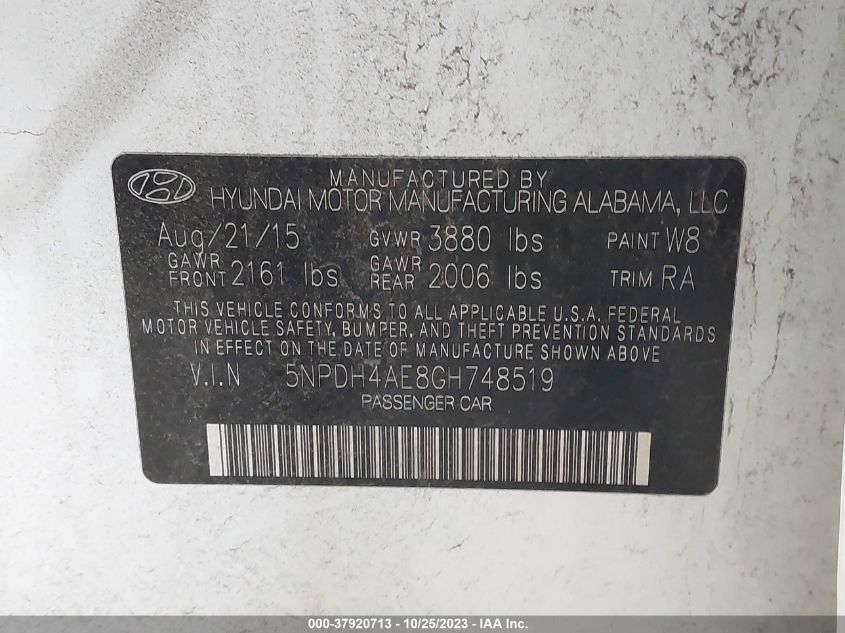 MANUFACTURED BY
HYUNDAI MOTOR MANUFACTURING ALABAMA, LLC
Aug/21/15 GVWR 3880 lbs PAINT W8
GAWR FRONT 2161 lbs GAWR REAR 2006 lbs TRIM RA
THIS VEHICLE CONFORMS TO ALL APPLICABLE U.S.A. FEDERAL
MOTOR VEHICLE SAFETY, BUMPER, AND THEFT PREVENTION STANDARDS
IN EFFECT ON THE DATE OF MANUFACTURE SHOWN ABOVE
V.I.N 5NPDH4AE8GH748519
PASSENGER CAR
000-37920713 - 10/25/2023 - IAA Inc.